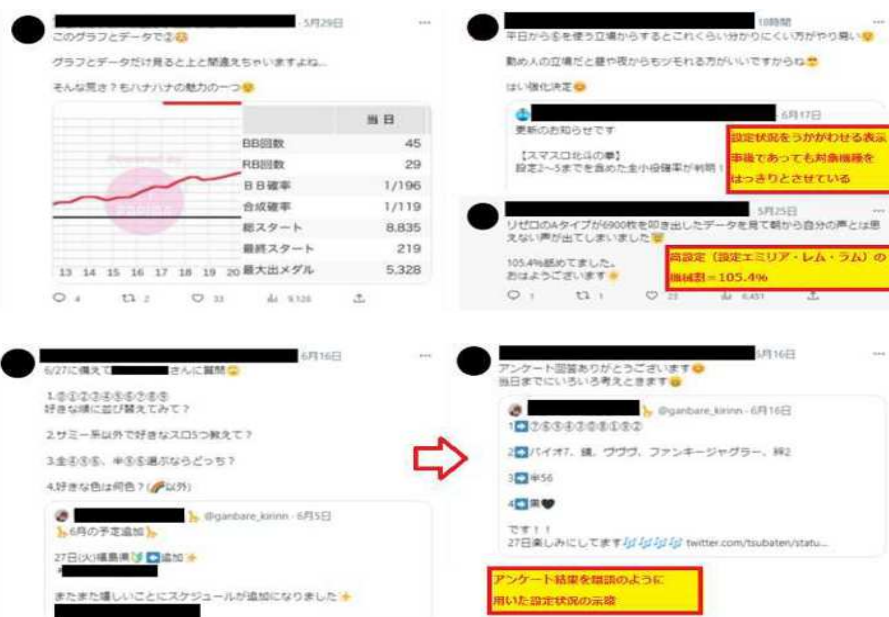 5月29日
このグラフとデータで②
グラフとデータだけ見ると上と間違えちゃいますよね…
そんな荒さ？もハナハナの魅力の一つ
当日
BB回数 45
RB回数 29
BB確率 1/196
合成確率 1/119
総スタート 8,835
最終スタート 219
最大出メダル 5,328
13 14 15 16 17 18 19 20
4 2 33 9,126
18時間
平日から⑥を使う立場からするとこれくらい分かりにくい方がやり易い
勤め人の立場だと昼や夜からもツモれる方がいいですからね
はい強化決定
6月17日
更新のお知らせです
【スマスロ北斗の拳】
設定2～5までを含めた全小役確率が判明！
設定状況をうかがわせる表示
事後であっても対象機種を
はっきりとさせている
5月25日
リゼロのAタイプが6900枚を叩き出したデータを見て朝から自分の声とは思
えない声が出てしまいました
105.4%舐めてました。
おはようございます
高設定（設定エミリア・レム・ラム）の
機械割＝105.4%
1 1 23 6,451
6月16日
6/27に備えて
さんに質問
好きな順に並び替えてみて？
2.サミー系以外で好きなスロ5つ教えて？
3.全④⑤⑥、半⑤⑥選ぶならどっち？
4.好きな色は何色？(🌈以外)
@ganbare_kirinn · 6月5日
🦒6月の予定追加🦒
27日(火)福島県🔰➡️追加✨
またまた嬉しいことにスケジュールが追加になりました✨
6月16日
アンケート回答ありがとうございます
当日までにいろいろ考えときます
🦒 @ganbare_kirinn · 6月16日
2➡️バイオ7、鏡、ヴヴヴ、ファンキージャグラー、絆2
3➡️半56
4➡️黒🖤
です！！
27日楽しみにしてます twitter.com/tsubaten/statu...
アンケート結果を隠語のように
用いた設定状況の示唆